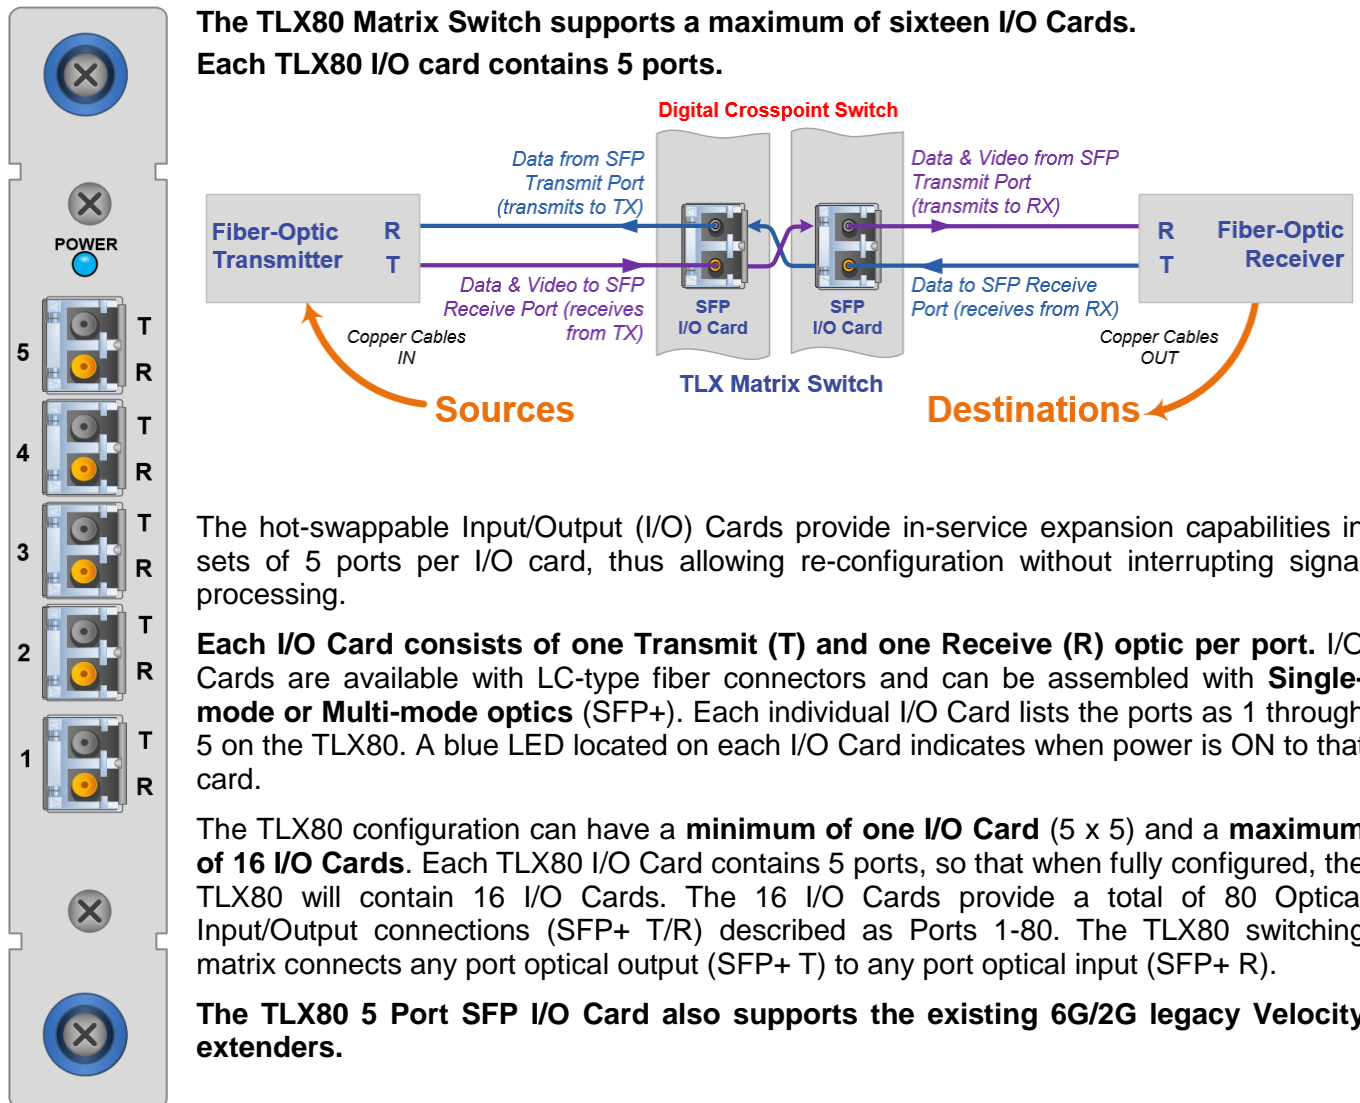 The TLX80 Matrix Switch supports a maximum of sixteen I/O Cards.
Each TLX80 I/O card contains 5 ports.
Digital Crosspoint Switch
Data from SFP
Transmit Port
(transmits to TX)
Data & Video from SFP
Transmit Port
(transmits to RX)
Fiber-Optic
Transmitter
R
T
R
T
Fiber-Optic
Receiver
Data & Video to SFP
Receive Port (receives
from TX)
SFP
I/O Card
SFP
I/O Card
Data to SFP Receive
Port (receives from RX)
Copper Cables
IN
Copper Cables
OUT
TLX Matrix Switch
Sources
Destinations
POWER
5
T
R
4
T
R
3
T
R
2
T
R
1
T
R
The hot-swappable Input/Output (I/O) Cards provide in-service expansion capabilities in
sets of 5 ports per I/O card, thus allowing re-configuration without interrupting signal
processing.
Each I/O Card consists of one Transmit (T) and one Receive (R) optic per port. I/O
Cards are available with LC-type fiber connectors and can be assembled with Single-
mode or Multi-mode optics (SFP+). Each individual I/O Card lists the ports as 1 through
5 on the TLX80. A blue LED located on each I/O Card indicates when power is ON to that
card.
The TLX80 configuration can have a minimum of one I/O Card (5 x 5) and a maximum
of 16 I/O Cards. Each TLX80 I/O Card contains 5 ports, so that when fully configured, the
TLX80 will contain 16 I/O Cards. The 16 I/O Cards provide a total of 80 Optical
Input/Output connections (SFP+ T/R) described as Ports 1-80. The TLX80 switching
matrix connects any port optical output (SFP+ T) to any port optical input (SFP+ R).
The TLX80 5 Port SFP I/O Card also supports the existing 6G/2G legacy Velocity
extenders.